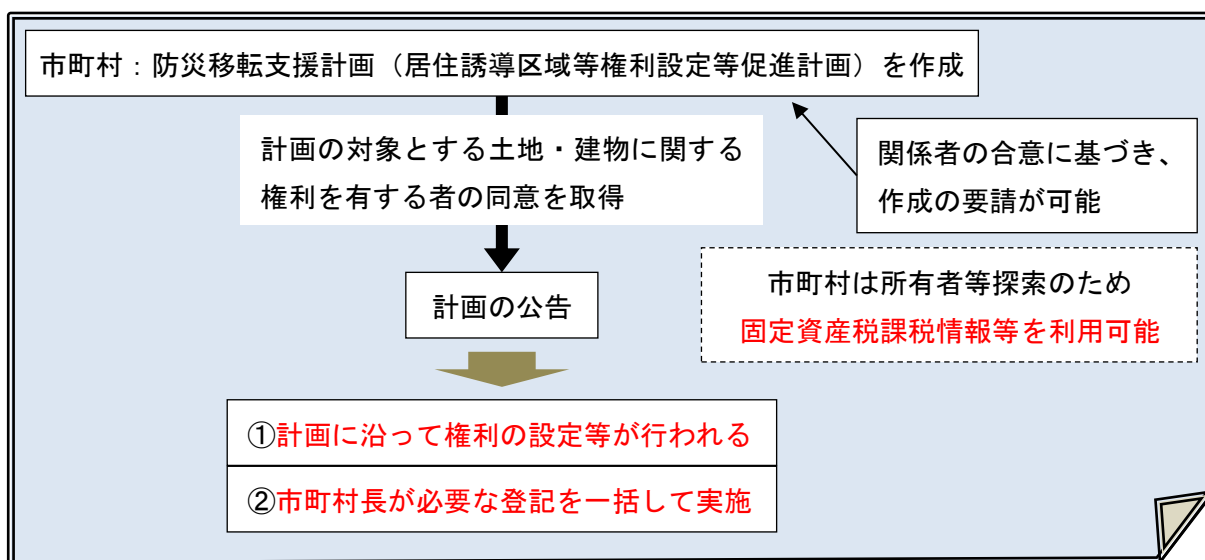 市町村：防災移転支援計画（居住誘導区域等権利設定等促進計画）を作成
計画の対象とする土地・建物に関する
権利を有する者の同意を取得
関係者の合意に基づき、
作成の要請が可能
計画の公告
市町村は所有者等探索のため
固定資産税課税情報等を利用可能
①計画に沿って権利の設定等が行われる
②市町村長が必要な登記を一括して実施